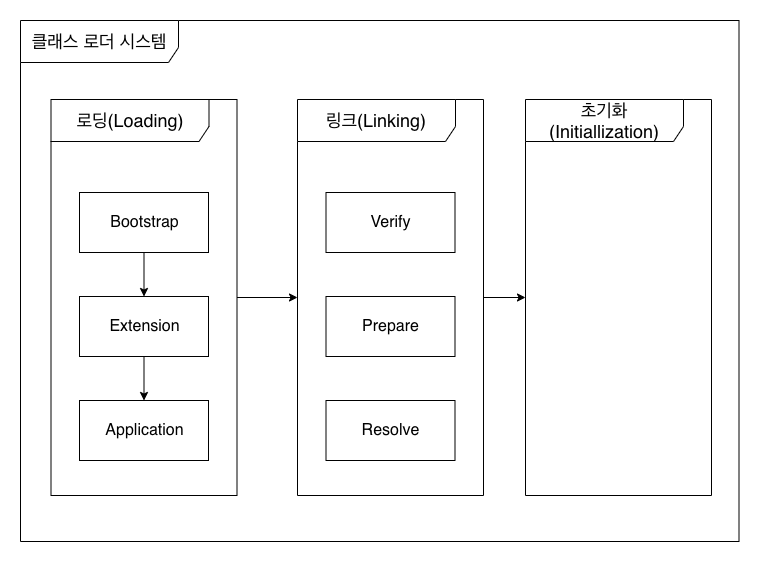 클래스 로더 시스템
로딩(Loading)
Bootstrap
Extension
Application
링크(Linking)
Verify
Prepare
Resolve
초기화
(Initiallization)